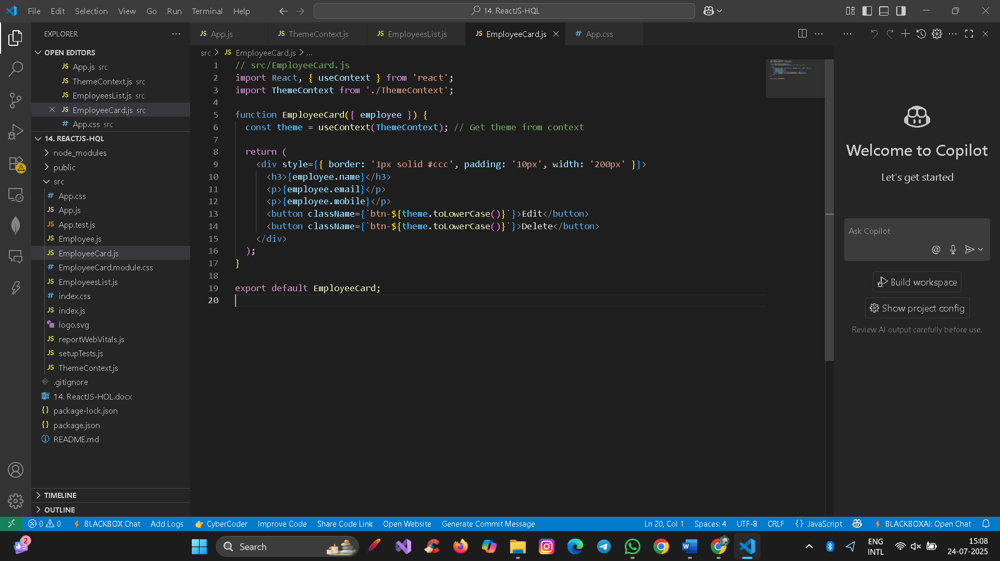 File Edit Selection View Go Run Terminal Help
14. ReactJS-HQL
EXPLORER
OPEN EDITORS
JS App.js src
JS ThemeContext.js src
JS EmployeesList.js src
JS EmployeeCard.js src
# App.css src
14. REACTJS-HQL
node_modules
public
src
# App.css
JS App.js
JS App.test.js
JS Employee.js
JS EmployeeCard.js
# EmployeeCard.module.css
JS EmployeesList.js
# index.css
JS index.js
logo.svg
JS reportWebVitals.js
JS setupTests.js
JS ThemeContext.js
.gitignore
14. ReactJS-HOL.docx
{} package-lock.json
{} package.json
README.md
TIMELINE
OUTLINE
JS App.js JS ThemeContext.js JS EmployeesList.js JS EmployeeCard.js # App.css
src > JS EmployeeCard.js > ...
1 // src/EmployeeCard.js
2 import React, { useContext } from 'react';
3 import ThemeContext from './ThemeContext';
4
5 function EmployeeCard({ employee }) {
6 const theme = useContext(ThemeContext); // Get theme from context
7
8 return (
9 <div style={{ border: '1px solid #ccc', padding: '10px', width: '200px' }}>
10 <h3>{employee.name}</h3>
11 <p>{employee.email}</p>
12 <p>{employee.mobile}</p>
13 <button className={`btn-${theme.toLowerCase()}`}>Edit</button>
14 <button className={`btn-${theme.toLowerCase()}`}>Delete</button>
15 </div>
16 );
17 }
18
19 export default EmployeeCard;
20
Welcome to Copilot
Let's get started
Ask Copilot
@
Build workspace
Show project config
Review AI output carefully before use.
0 0 BLACKBOX Chat Add Logs CyberCoder Improve Code Share Code Link Open Website Generate Commit Message
Ln 20, Col 1 Spaces: 4 UTF-8 CRLF {} JavaScript BLACKBOXAI: Open Chat
2
Search
ENG
INTL
15:08
24-07-2025